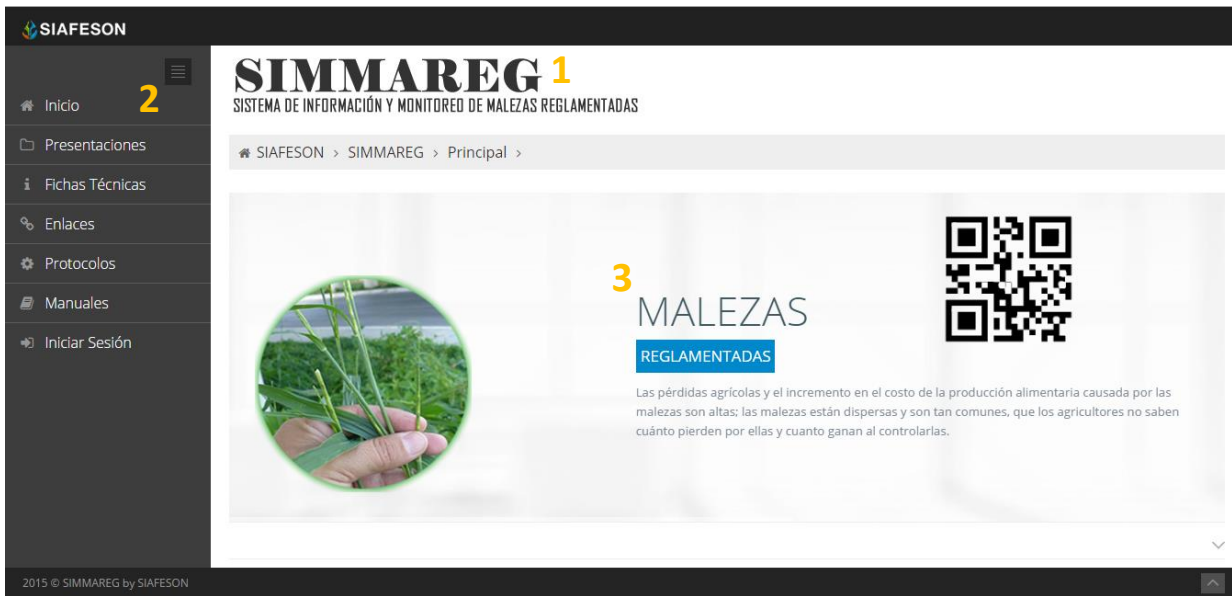 SIAFESON
SIMMAREG 1
SISTEMA DE INFORMACIÓN Y MONITOREO DE MALEZAS REGLAMENTADAS
2
Inicio
Presentaciones
Fichas Técnicas
Enlaces
Protocolos
Manuales
Iniciar Sesión
SIAFESON > SIMMAREG > Principal >
3
MALEZAS
REGLAMENTADAS
Las pérdidas agrícolas y el incremento en el costo de la producción alimentaria causada por las
malezas son altas; las malezas están dispersas y son tan comunes, que los agricultores no saben
cuánto pierden por ellas y cuanto ganan al controlarlas.
2015 © SIMMAREG by SIAFESON